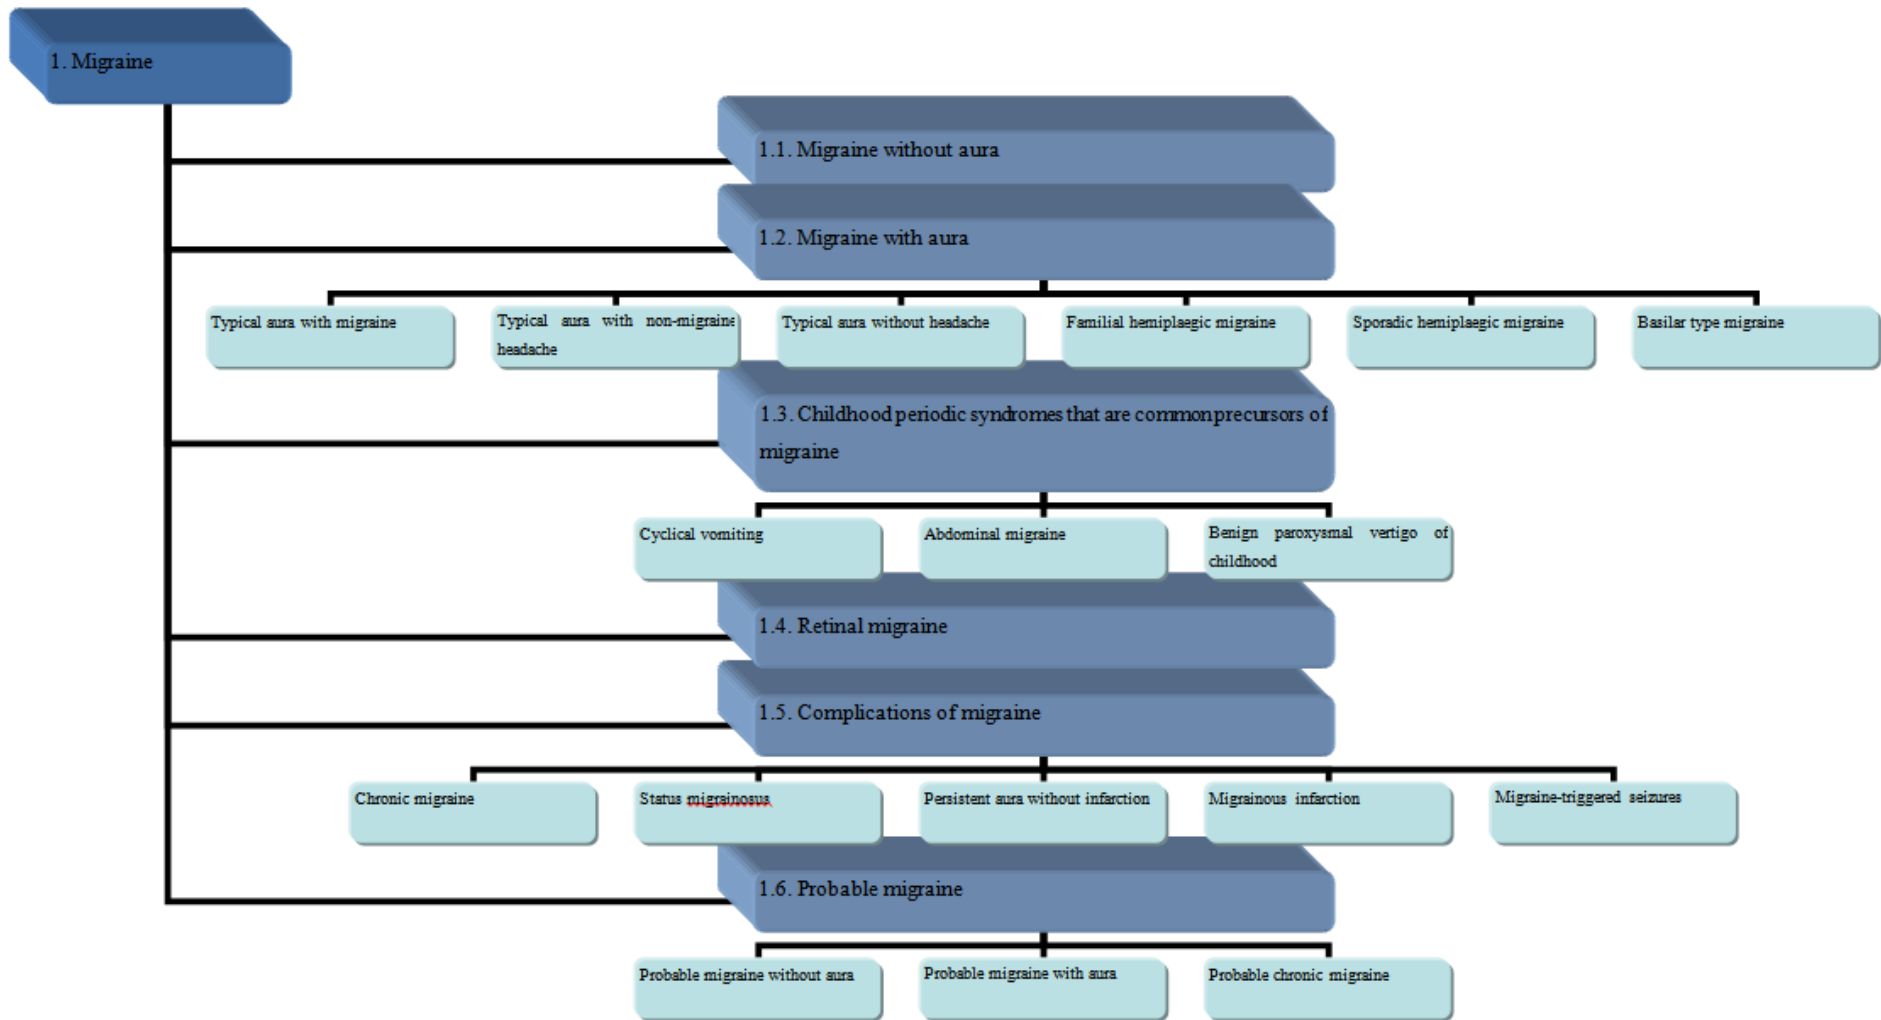 1. Migraine
1.1. Migraine without aura
1.2. Migraine with aura
Typical aura with migraine
Typical aura with non-migraine
headache
Typical aura without headache
Familial hemiplaegic migraine
Sporadic hemiplaegic migraine
Basilar type migraine
1.3. Childhood periodic syndromes that are common precursors of
migraine
Cyclical vomiting
Abdominal migraine
Benign paroxysmal vertigo of
childhood
1.4. Retinal migraine
1.5. Complications of migraine
Chronic migraine
Status migrainosus
Persistent aura without infarction
Migrainous infarction
Migraine-triggered seizures
1.6. Probable migraine
Probable migraine without aura
Probable migraine with aura
Probable chronic migraine